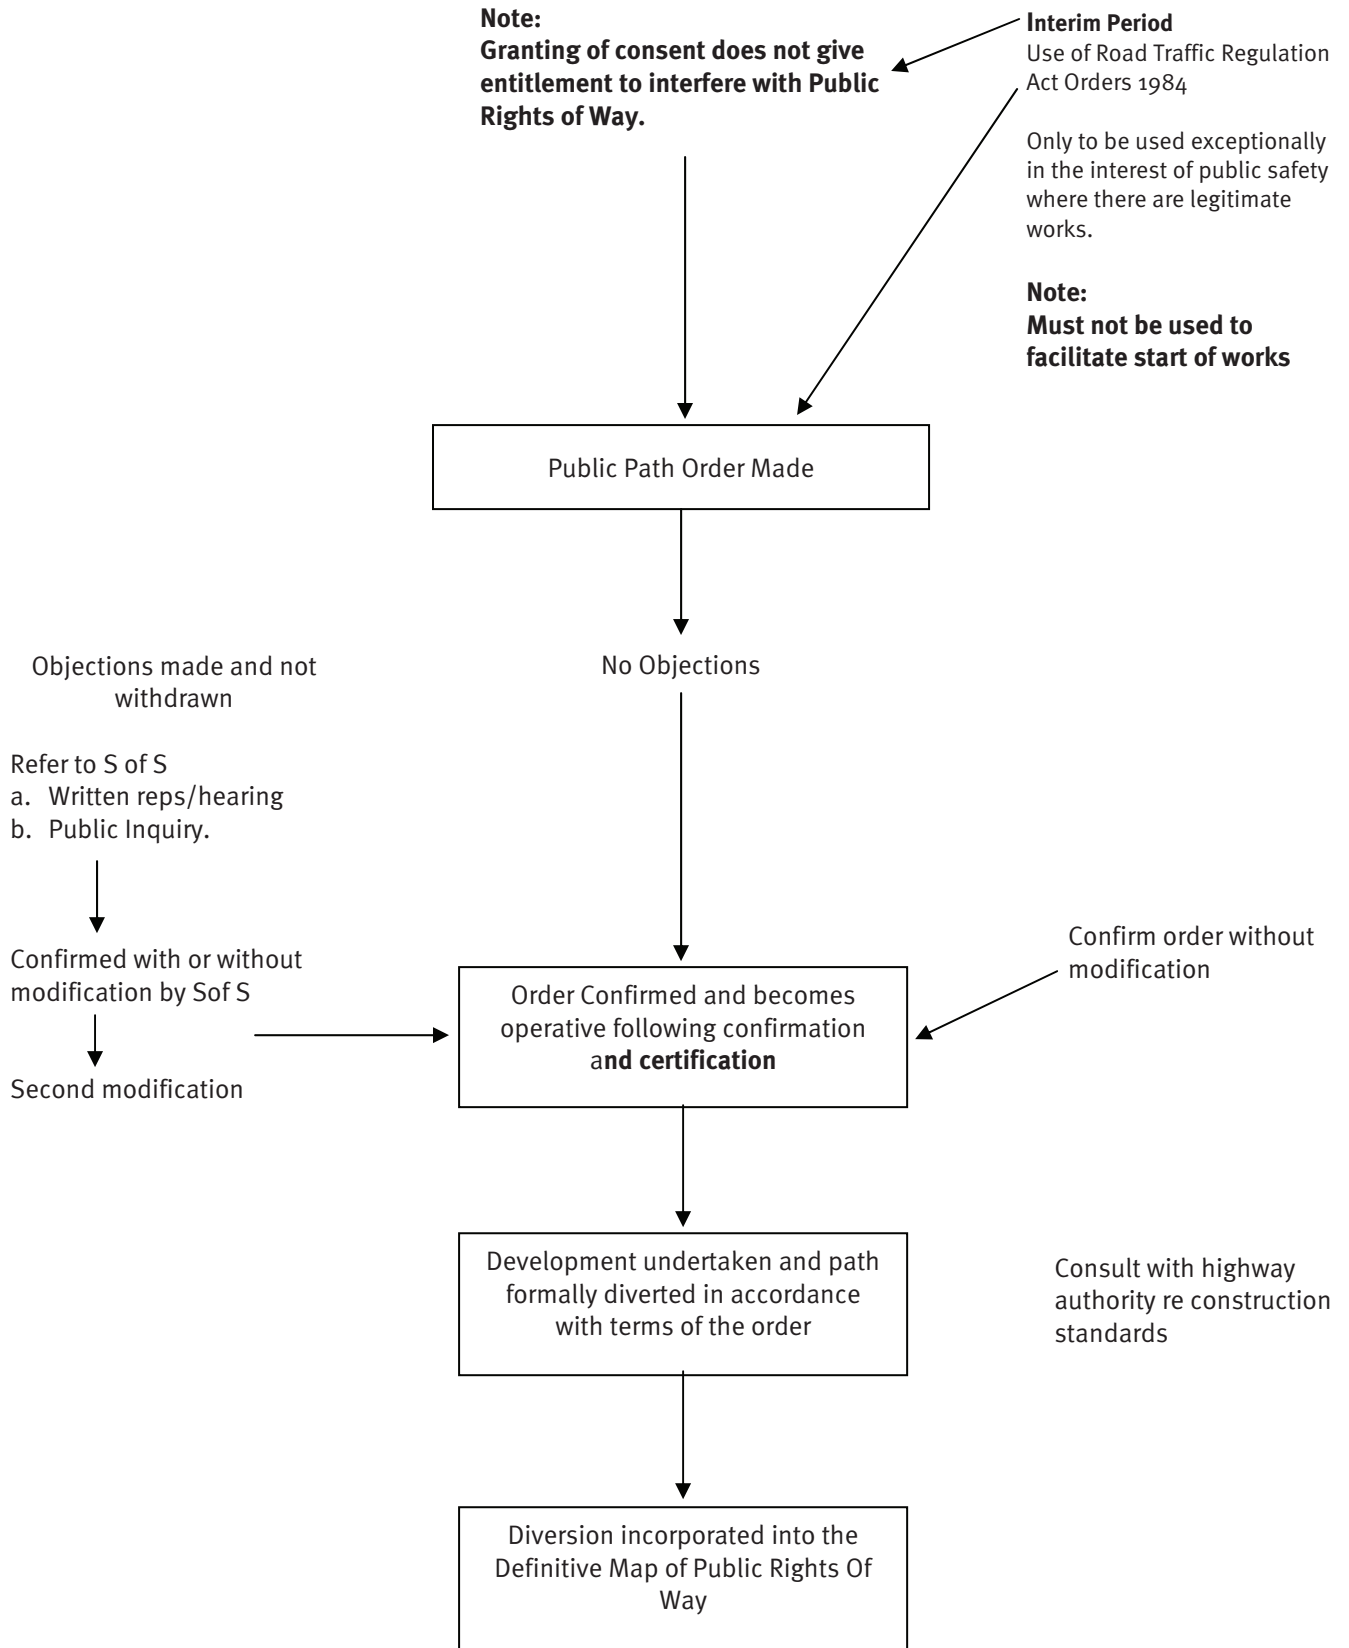 Note:
Granting of consent does not give
entitlement to interfere with Public
Rights of Way.
Interim Period
Use of Road Traffic Regulation
Act Orders 1984
Only to be used exceptionally
in the interest of public safety
where there are legitimate
works.
Note:
Must not be used to
facilitate start of works
Public Path Order Made
Objections made and not
withdrawn
No Objections
Refer to S of S
a. Written reps/hearing
b. Public Inquiry.
Confirmed with or without
modification by Sof S
Second modification
Order Confirmed and becomes
operative following confirmation
and certification
Confirm order without
modification
Development undertaken and path
formally diverted in accordance
with terms of the order
Consult with highway
authority re construction
standards
Diversion incorporated into the
Definitive Map of Public Rights Of
Way